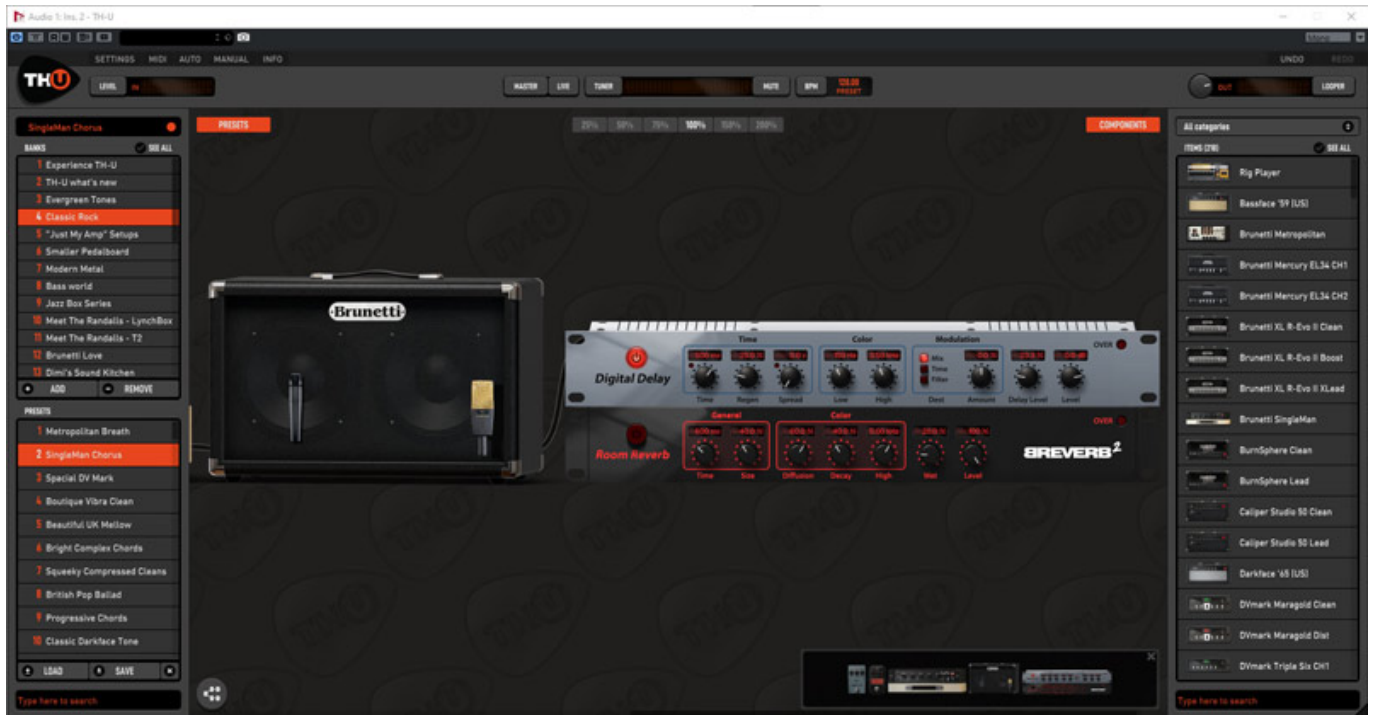 Audio 1: Ins. 2 - TH-U
Mono
SETTINGS MIDI AUTO MANUAL INFO
UNDO REDO
TH-U
LEVEL IN
MASTER LIVE TUNER MUTE BPM 120.00 PRESET
OUT LOOPER
SingleMan Chorus
PRESETS
25% 50% 75% 100% 150% 200%
COMPONENTS
All categories
BANKS SEE ALL
ITEMS (218) SEE ALL
1 Experience TH-U
2 TH-U what's new
3 Evergreen Tones
4 Classic Rock
5 "Just My Amp" Setups
6 Smaller Pedalboard
7 Modern Metal
8 Bass world
9 Jazz Box Series
10 Meet The Randalls - LynchBox
11 Meet The Randalls - T2
12 Brunetti Love
13 Dimi's Sound Kitchen
ADD REMOVE
PRESETS
1 Metropolitan Breath
2 SingleMan Chorus
3 Spacial DV Mark
4 Boutique Vibra Clean
5 Beautiful UK Mellow
6 Bright Complex Chords
7 Squeeky Compressed Cleans
8 British Pop Ballad
9 Progressive Chords
10 Classic Darkface Tone
LOAD SAVE
Type here to search
Brunetti
Time Color Modulation
OVER
Digital Delay
Mix
Time
Filter
Time Regen Spread Low High Dest Amount Delay Level Level
General Color
OVER
Room Reverb
BREVERB2
Time Size Diffusion Decay High Wet Level
Rig Player
Bassface '59 (US)
Brunetti Metropolitan
Brunetti Mercury EL34 CH1
Brunetti Mercury EL34 CH2
Brunetti XL R-Evo II Clean
Brunetti XL R-Evo II Boost
Brunetti XL R-Evo II XLead
Brunetti SingleMan
BurnSphere Clean
BurnSphere Lead
Caliper Studio 50 Clean
Caliper Studio 50 Lead
Darkface '65 (US)
DVmark Maragold Clean
DVmark Maragold Dist
DVmark Triple Six CH1
Type here to search